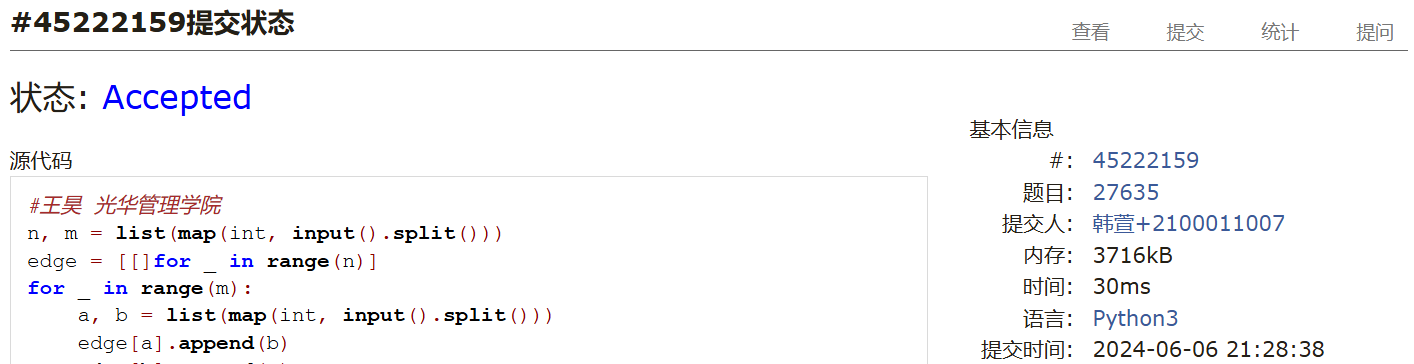 #45222159提交状态
查看 提交 统计 提问
状态: Accepted
源代码
#王昊 光华管理学院
n, m = list(map(int, input().split()))
edge = [[]for _ in range(n)]
for _ in range(m):
    a, b = list(map(int, input().split()))
    edge[a].append(b)
基本信息
#: 45222159
题目: 27635
提交人: 韩萱+2100011007
内存: 3716kB
时间: 30ms
语言: Python3
提交时间: 2024-06-06 21:28:38